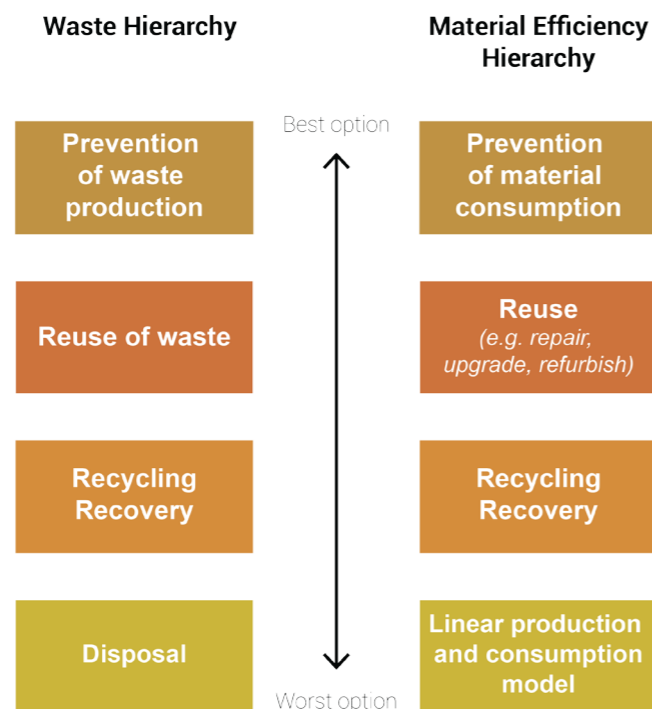 Waste Hierarchy
Material Efficiency
Hierarchy
Best option
Prevention
of waste
production
Prevention
of material
consumption
Reuse of waste
Reuse
(e.g. repair,
upgrade, refurbish)
Recycling
Recovery
Recycling
Recovery
Disposal
Linear production
and consumption
model
Worst option